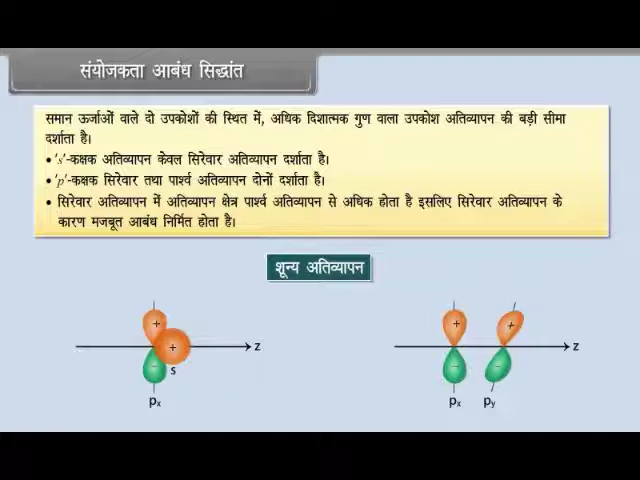 संयोजकता आबंध सिद्धांत
समान ऊर्जाओं वाले दो उपकोशों की स्थित में, अधिक दिशात्मक गुण वाला उपकोश अतिव्यापन की बड़ी सीमा
दर्शाता है।
• 's'-कक्षक अतिव्यापन केवल सिरेवार अतिव्यापन दर्शाता है।
• 'p'-कक्षक सिरेवार तथा पार्श्व अतिव्यापन दोनों दर्शाता है।
• सिरेवार अतिव्यापन में अतिव्यापन क्षेत्र पार्श्व अतिव्यापन से अधिक होता है इसलिए सिरेवार अतिव्यापन के
कारण मजबूत आबंध निर्मित होता है।
शून्य अतिव्यापन
+ + z s − px
+ + z − − px py